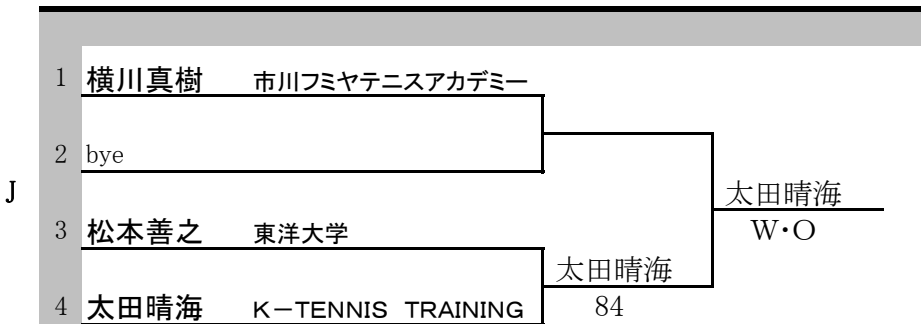 1 横川真樹 市川フミヤテニスアカデミー
2 bye
J
太田晴海
3 松本善之 東洋大学
W・O
太田晴海
4 太田晴海 K－TENNIS TRAINING
84